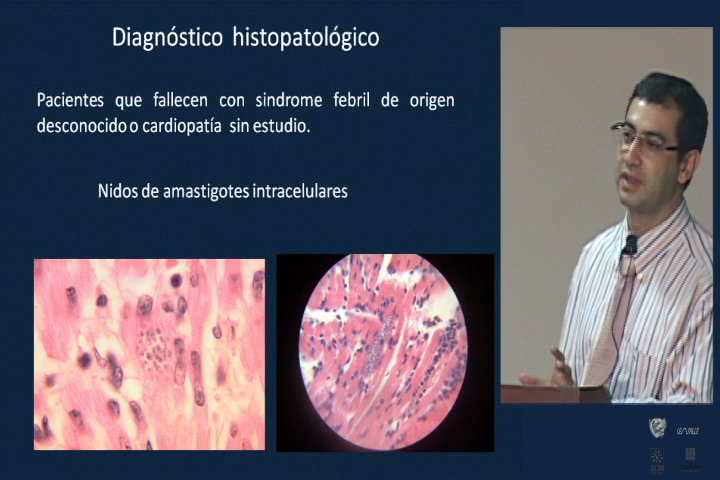 Diagnóstico histopatológico
Pacientes que fallecen con sindrome febril de origen
desconocido o cardiopatía sin estudio.
Nidos de amastigotes intracelulares